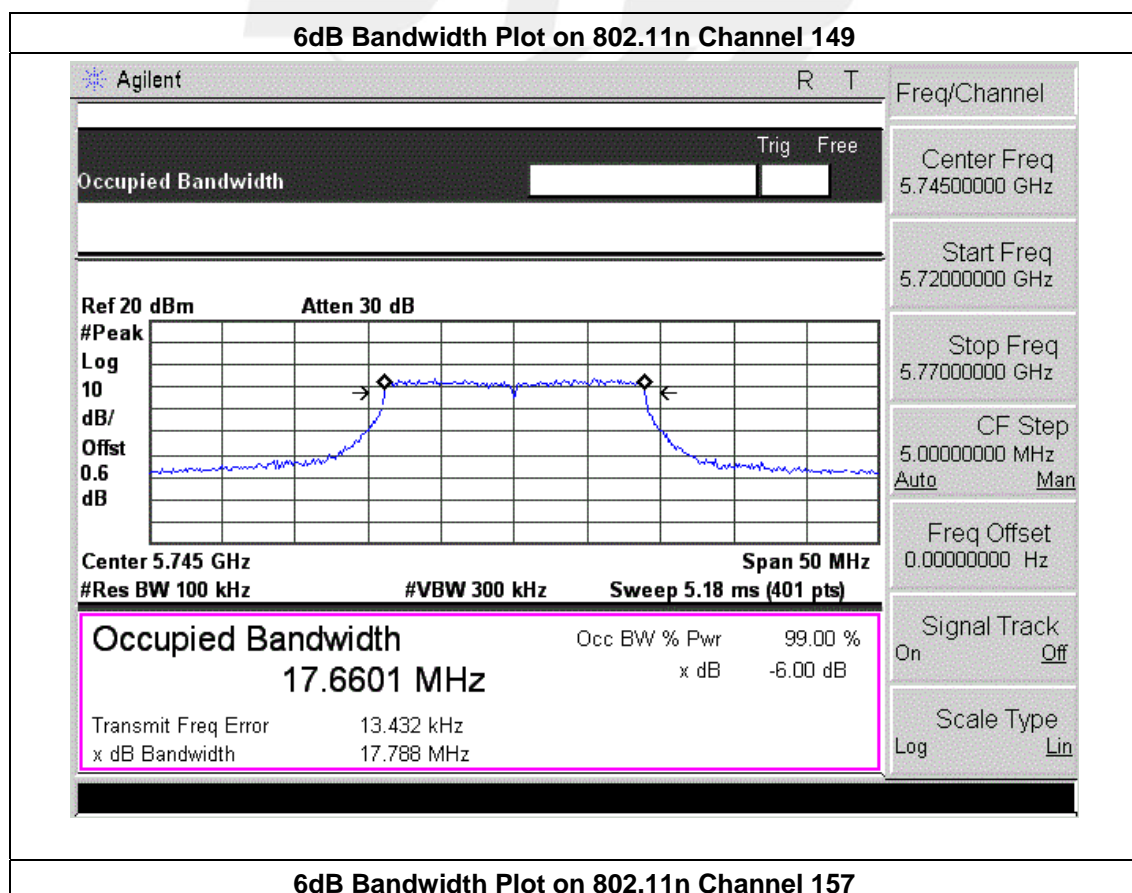 6dB Bandwidth Plot on 802.11n Channel 149
Agilent
R T
Freq/Channel
Trig Free
Occupied Bandwidth
Center Freq
5.74500000 GHz
Start Freq
5.72000000 GHz
Ref 20 dBm Atten 30 dB
#Peak
Log
10
dB/
Offst
0.6
dB
Stop Freq
5.77000000 GHz
CF Step
5.00000000 MHz
Auto Man
Freq Offset
0.00000000 Hz
Center 5.745 GHz Span 50 MHz
#Res BW 100 kHz #VBW 300 kHz Sweep 5.18 ms (401 pts)
Occupied Bandwidth
17.6601 MHz
Occ BW % Pwr 99.00 %
x dB -6.00 dB
Signal Track
On Off
Transmit Freq Error 13.432 kHz
x dB Bandwidth 17.788 MHz
Scale Type
Log Lin
6dB Bandwidth Plot on 802.11n Channel 157